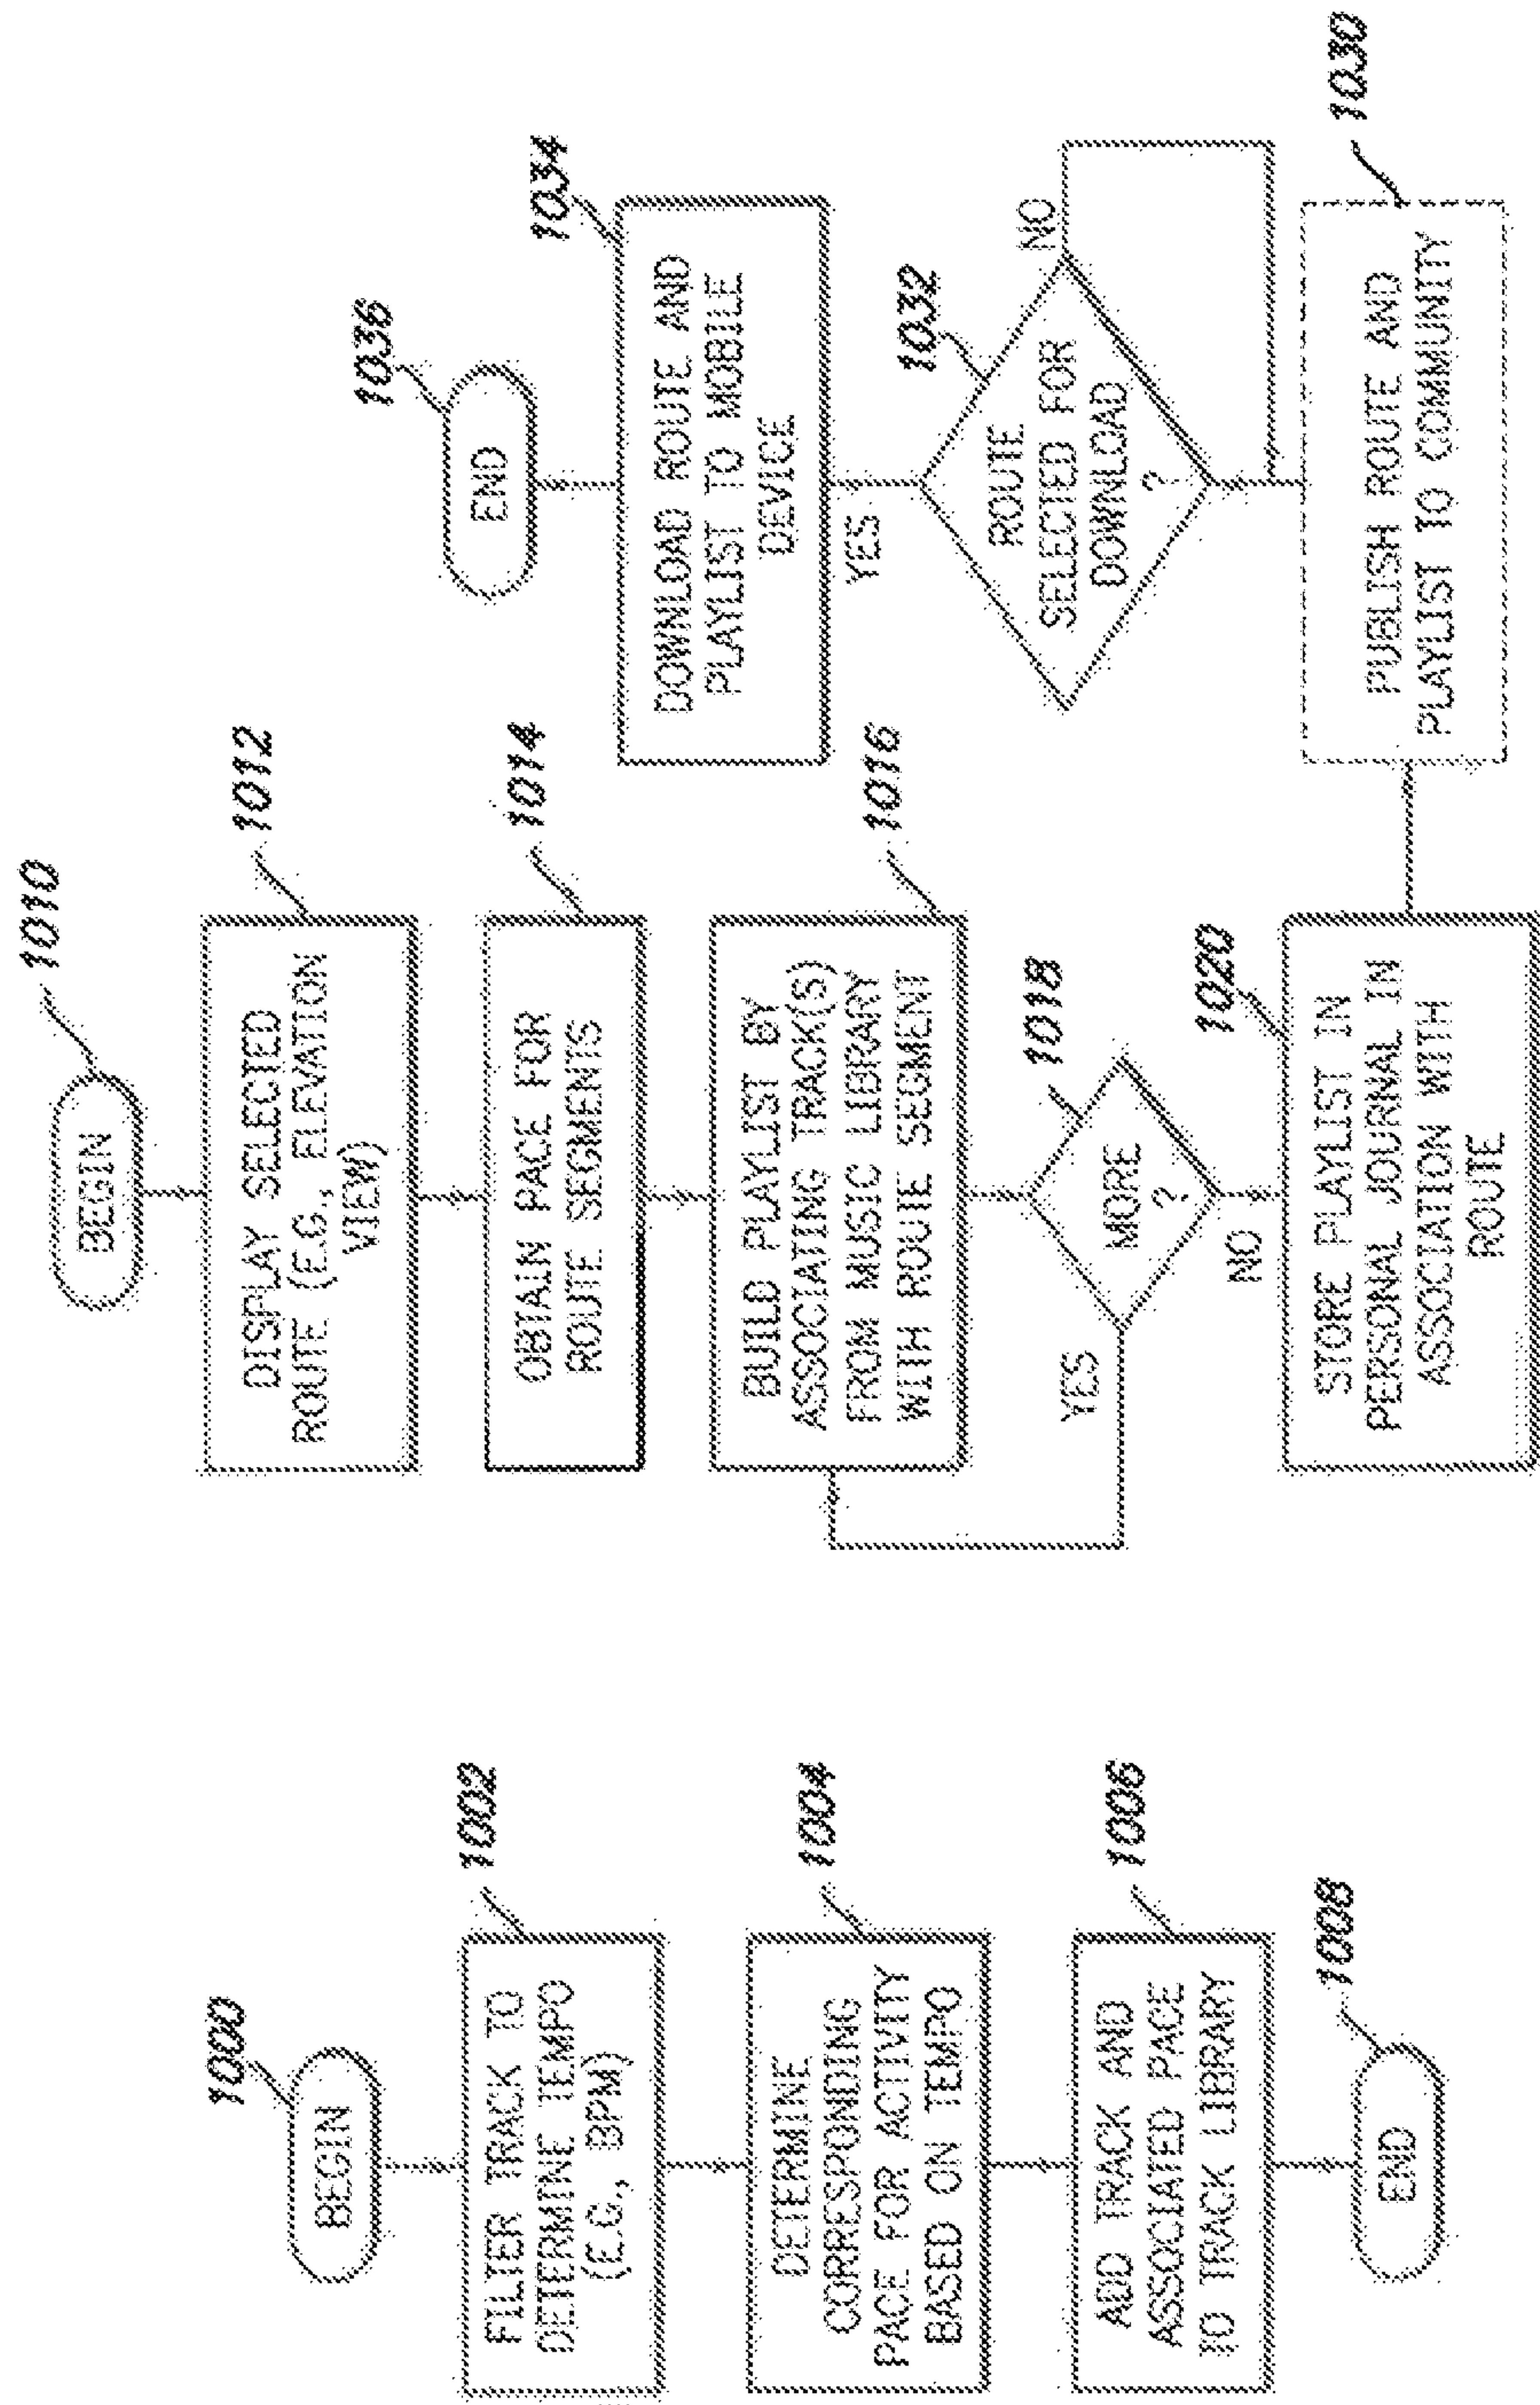 1000
BEGIN
1002
FILTER TRACK TO
DETERMINE TEMPO
(E.G., BPM)
1004
DETERMINE
CORRESPONDING
PACE FOR ACTIVITY
BASED ON TEMPO
1006
ADD TRACK AND
ASSOCIATED PACE
TO TRACK LIBRARY
1008
END
1010
BEGIN
1012
DISPLAY SELECTED
ROUTE (E.G., ELEVATION
VIEW)
1014
OBTAIN PACE FOR
ROUTE SEGMENTS
1016
BUILD PLAYLIST BY
ASSOCIATING TRACK(S)
FROM MUSIC LIBRARY
WITH ROUTE SEGMENT
1018
MORE
?
YES
NO
1020
STORE PLAYLIST IN
PERSONAL JOURNAL IN
ASSOCIATION WITH
ROUTE
1036
END
1034
DOWNLOAD ROUTE AND
PLAYLIST TO MOBILE
DEVICE
YES
1032
NO
ROUTE
SELECTED FOR
DOWNLOAD
?
1030
PUBLISH ROUTE AND
PLAYLIST TO COMMUNITY